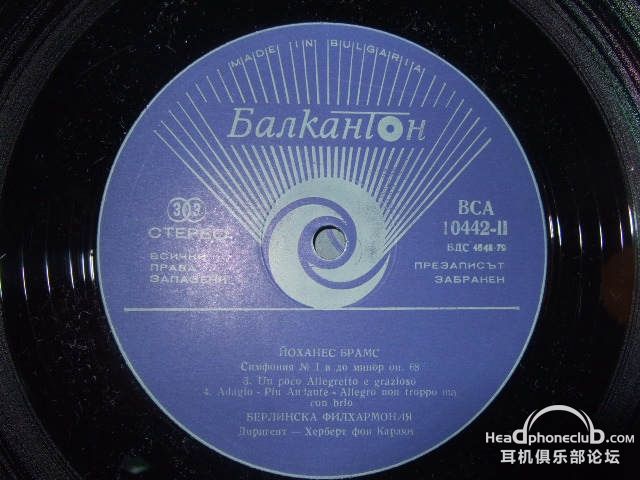 MADE IN BULGARIA
Балкантон
33
СТЕРЕО
ВСИЧКИ
ПРАВА
ЗАПАЗЕНИ
ВСА
10442-II
БДС 4548-79
ПРЕЗАПИСЪТ
ЗАБРАНЕН
ЙОХАНЕС БРАМС
Симфония № 1 в до минор оп. 68
3. Un poco Allegretto e grazioso
4. Adagio - Piu Andante - Allegro non troppo ma
con brio
БЕРЛИНСКА ФИЛХАРМОНИЯ
Диригент — Херберт фон Караян
Headphoneclub.com
耳机俱乐部论坛